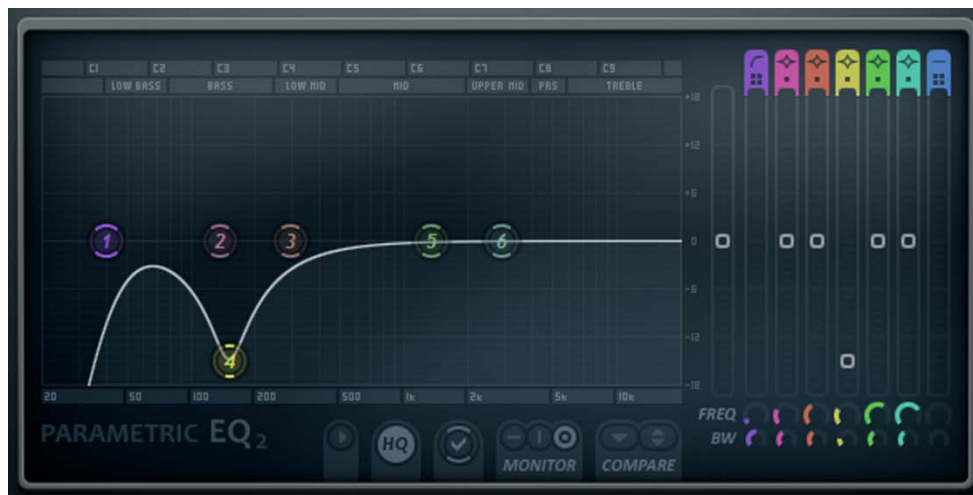 C1 C2 C3 C4 C5 C6 C7 C8 C9
LOW BASS BASS LOW MID MID UPPER MID PRS TREBLE
+18
+12
+6
1 2 3 5 6 0
-6
-12
4
-18
20 50 100 200 500 1k 2k 5k 10k
FREQ
PARAMETRIC EQ 2 HQ BW
MONITOR COMPARE